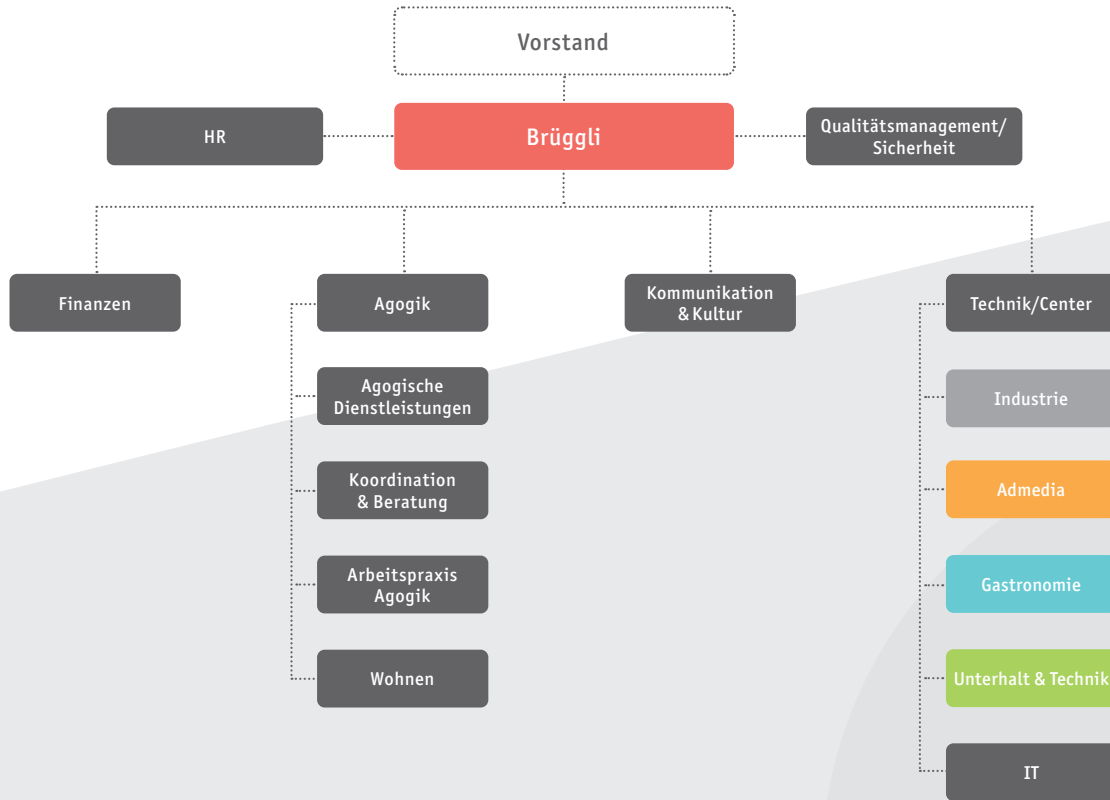 Vorstand
HR
Brüggli
Qualitätsmanagement/
Sicherheit
Finanzen
Agogik
Kommunikation
& Kultur
Technik/Center
Agogische
Dienstleistungen
Industrie
Koordination
& Beratung
Admedia
Arbeitspraxis
Agogik
Gastronomie
Wohnen
Unterhalt & Technik
IT